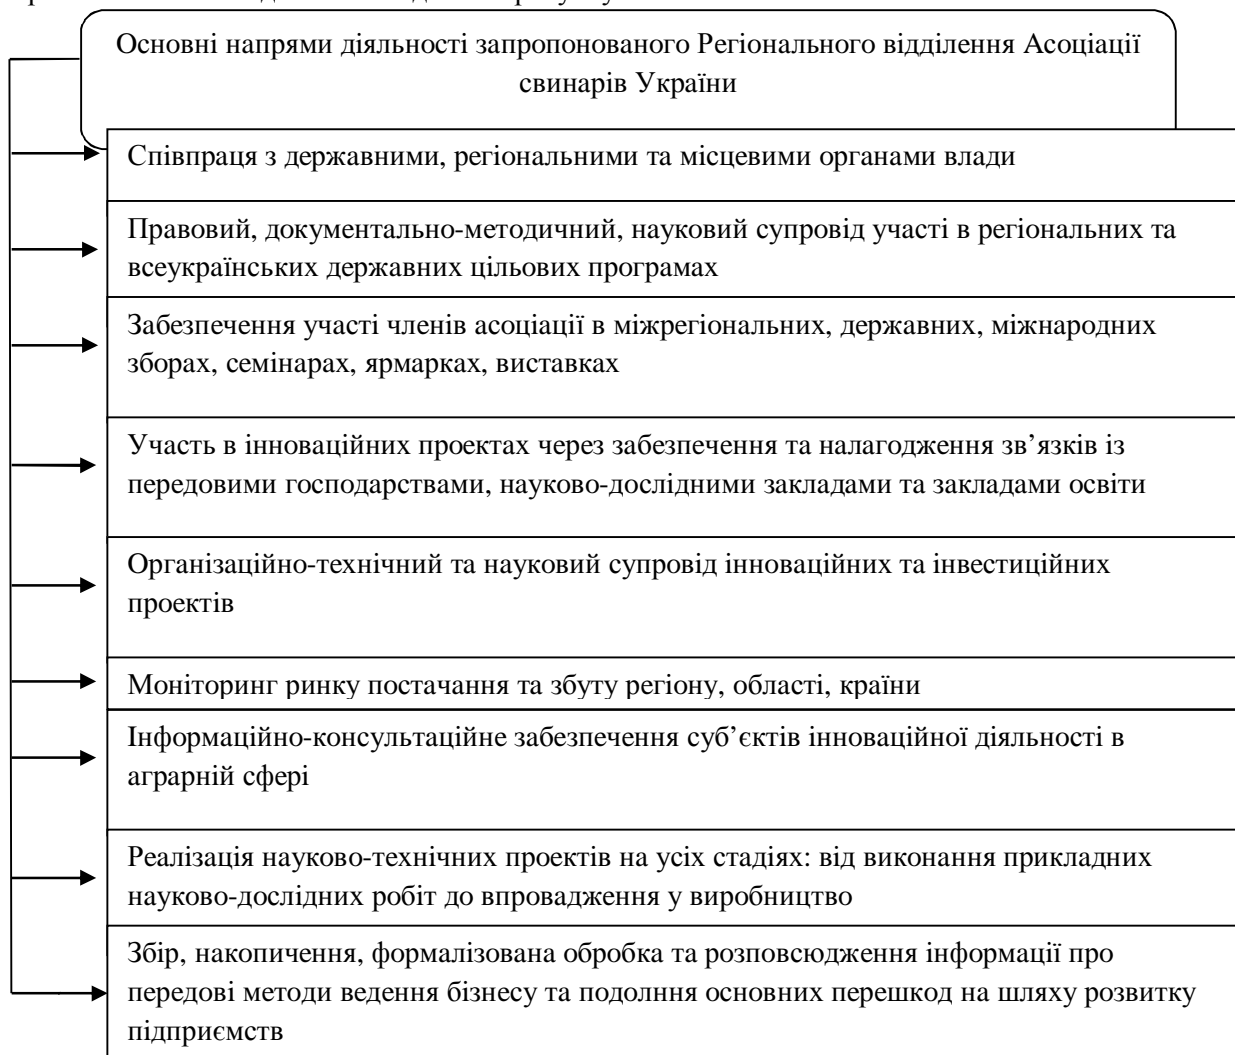 Основні напрями діяльності запропонованого Регіонального відділення Асоціації
свинарів України
Співпраця з державними, регіональними та місцевими органами влади
Правовий, документально-методичний, науковий супровід участі в регіональних та
всеукраїнських державних цільових програмах
Забезпечення участі членів асоціації в міжрегіональних, державних, міжнародних
зборах, семінарах, ярмарках, виставках
Участь в інноваційних проектах через забезпечення та налагодження зв’язків із
передовими господарствами, науково-дослідними закладами та закладами освіти
Організаційно-технічний та науковий супровід інноваційних та інвестиційних
проектів
Моніторинг ринку постачання та збуту регіону, області, країни
Інформаційно-консультаційне забезпечення суб’єктів інноваційної діяльності в
аграрній сфері
Реалізація науково-технічних проектів на усіх стадіях: від виконання прикладних
науково-дослідних робіт до впровадження у виробництво
Збір, накопичення, формалізована обробка та розповсюдження інформації про
передові методи ведення бізнесу та подолння основних перешкод на шляху розвитку
підприємств